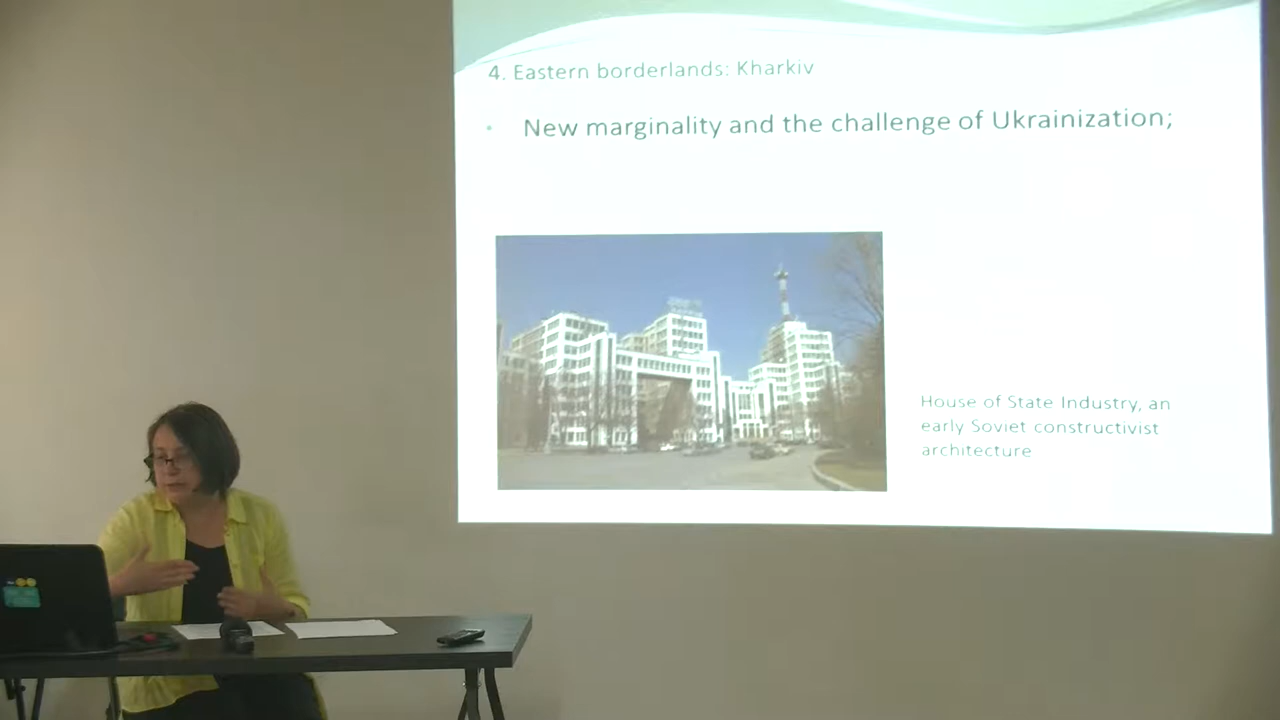 4. Eastern borderlands: Kharkiv
• New marginality and the challenge of Ukrainization;
House of State Industry, an
early Soviet constructivist
architecture